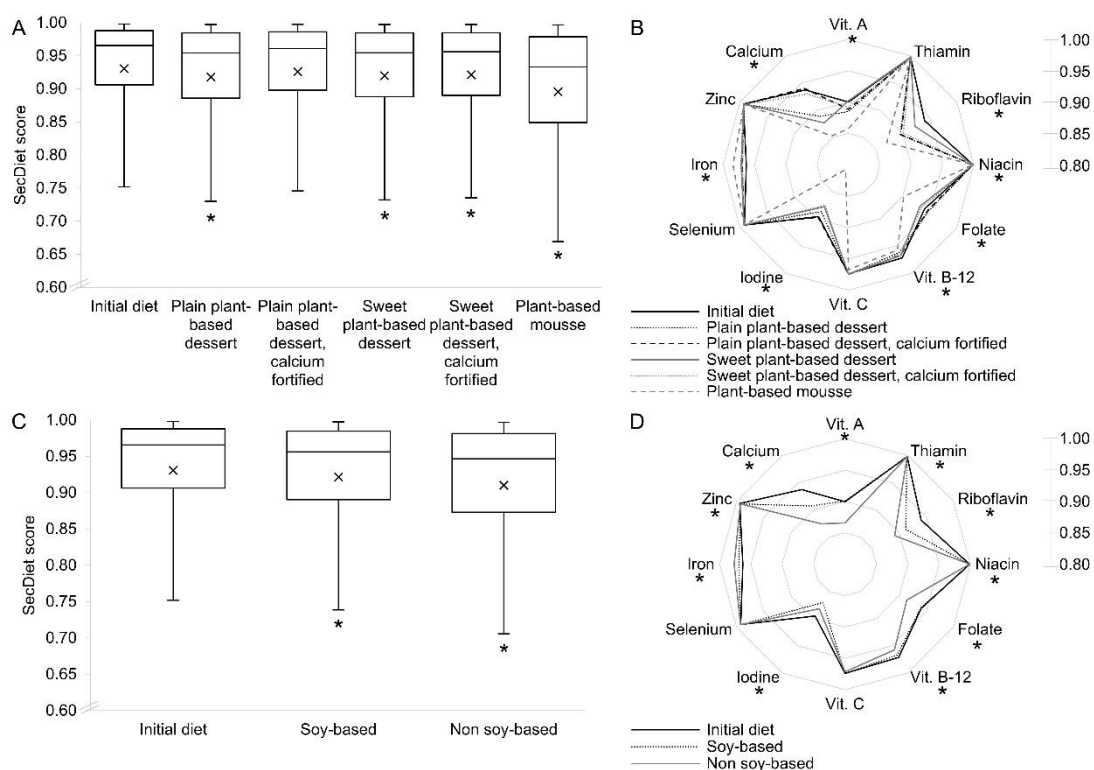 A
SecDiet score
1.00
0.95
0.90
0.85
0.80
0.75
0.70
0.65
0.60
Initial diet
Plain plant-
based
dessert
*
Plain plant-
based
dessert,
calcium
fortified
Sweet
plant-based
dessert
*
Sweet
plant-based
dessert,
calcium
fortified
*
Plant-based
mousse
*
B
Vit. A
*
Thiamin
Riboflavin
*
Niacin
*
Folate
*
Vit. B-12
*
Vit. C
Iodine
*
Selenium
Iron
*
Zinc
Calcium
*
1.00
0.95
0.90
0.85
0.80
Initial diet
Plain plant-based dessert
Plain plant-based dessert, calcium fortified
Sweet plant-based dessert
Sweet plant-based dessert, calcium fortified
Plant-based mousse
C
SecDiet score
1.00
0.95
0.90
0.85
0.80
0.75
0.70
0.65
0.60
Initial diet
Soy-based
*
Non soy-based
*
D
Vit. A
*
Thiamin
*
Riboflavin
*
Niacin
*
Folate
*
Vit. B-12
*
Vit. C
Iodine
*
Selenium
Iron
*
Zinc
*
Calcium
*
1.00
0.95
0.90
0.85
0.80
Initial diet
Soy-based
Non soy-based